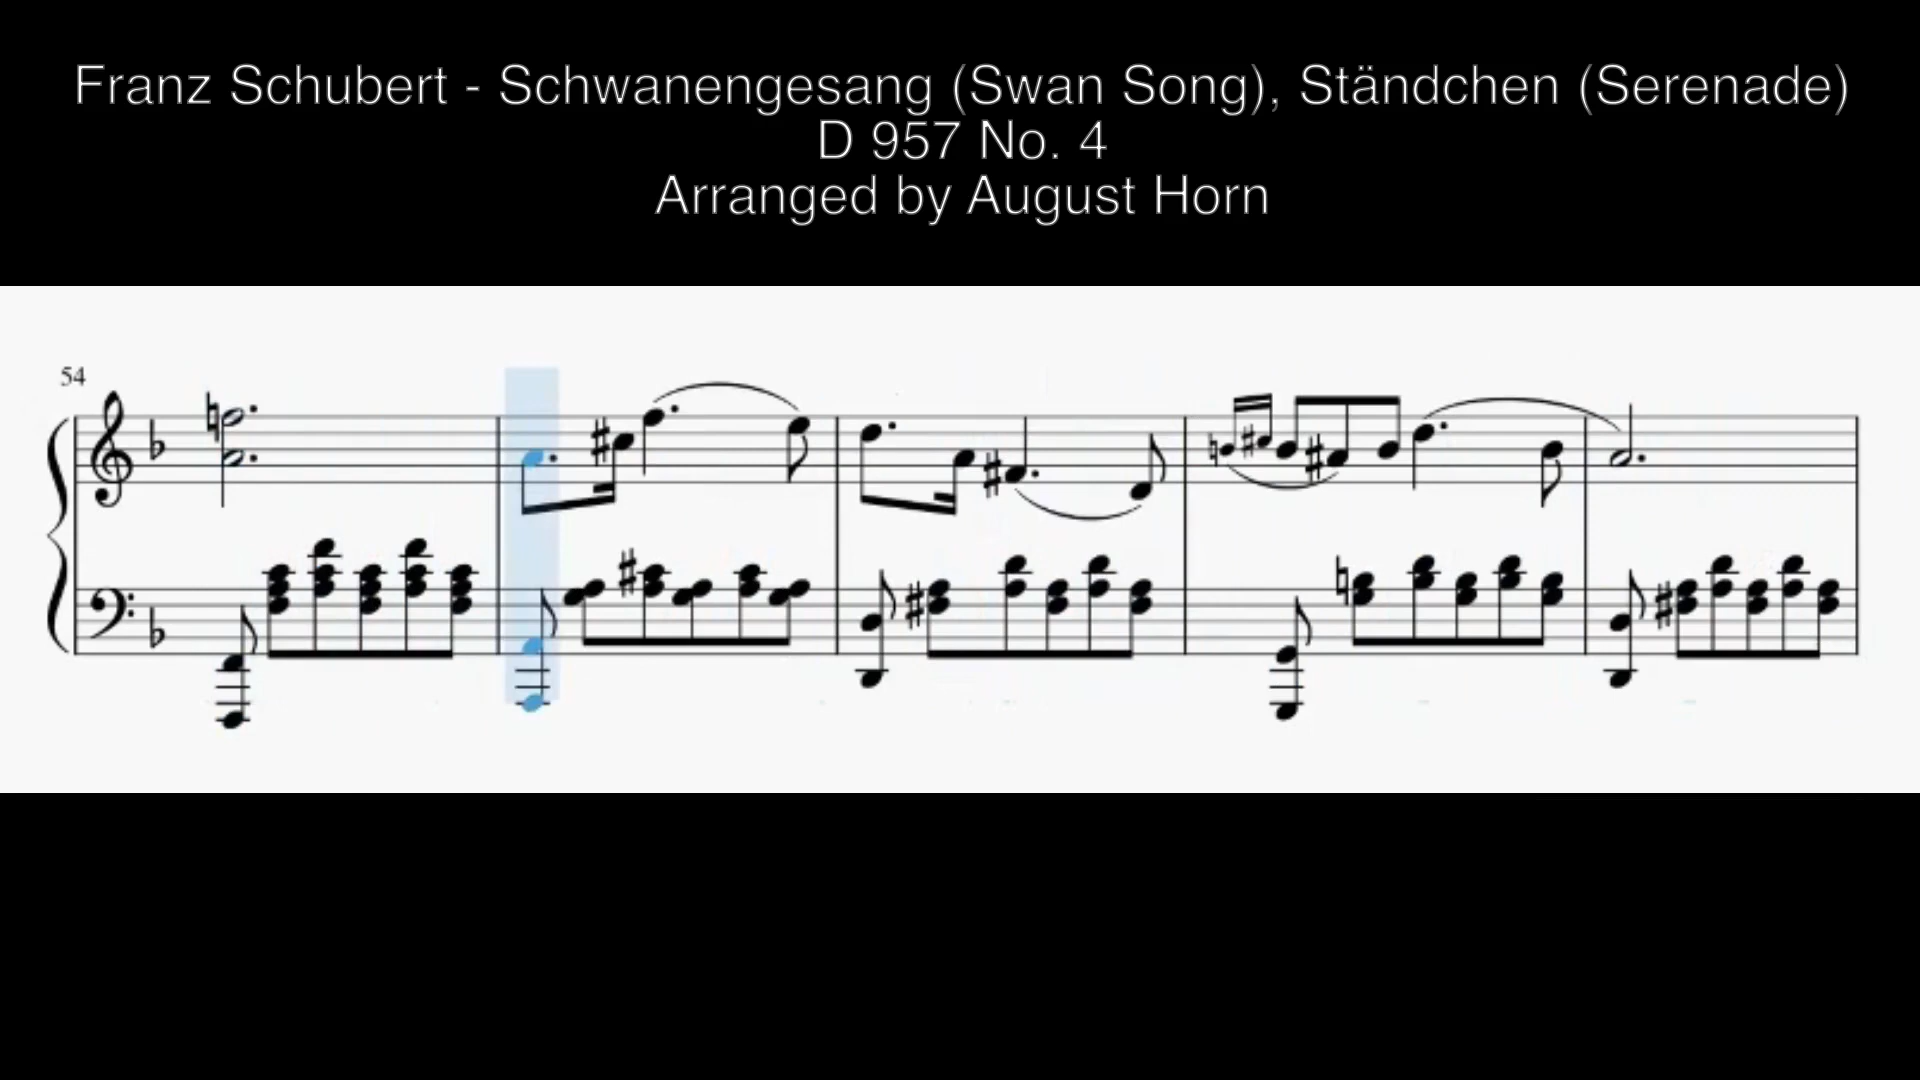 Franz Schubert - Schwanengesang (Swan Song), Ständchen (Serenade)
D 957 No. 4
Arranged by August Horn
54